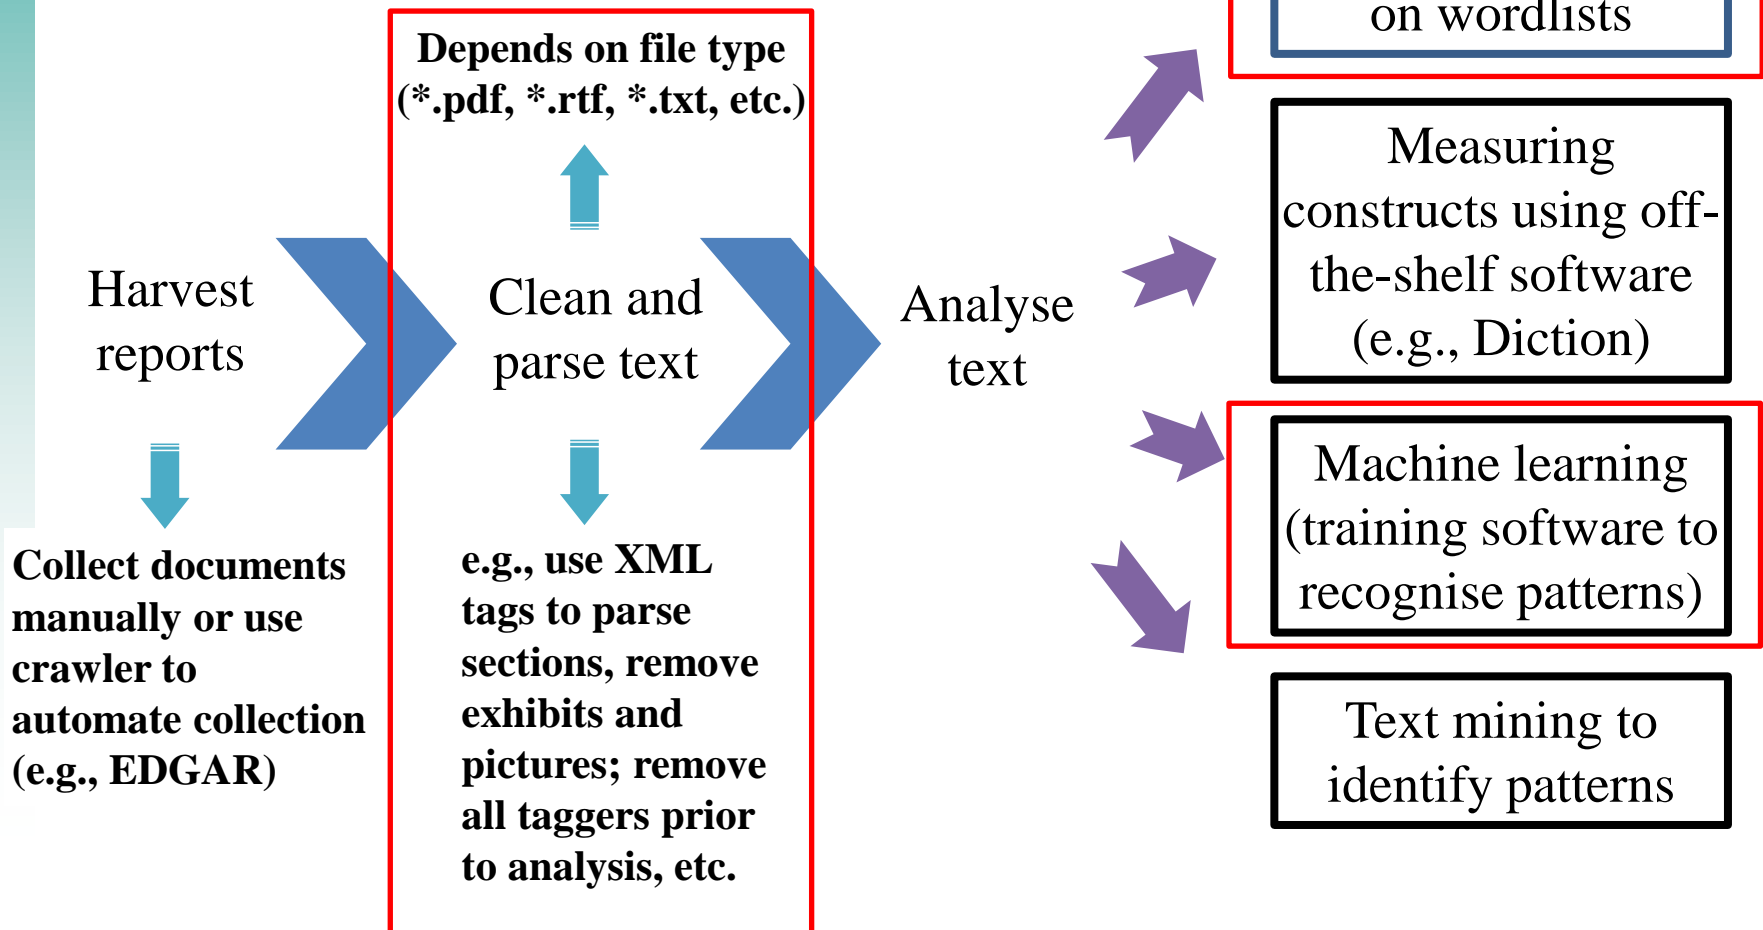 Depends on file type
(*.pdf, *.rtf, *.txt, etc.)
Harvest
reports
Collect documents
manually or use
crawler to
automate collection
(e.g., EDGAR)
Clean and
parse text
e.g., use XML
tags to parse
sections, remove
exhibits and
pictures; remove
all taggers prior
to analysis, etc.
Analyse
text
on wordlists
Measuring
constructs using off-
the-shelf software
(e.g., Diction)
Machine learning
(training software to
recognise patterns)
Text mining to
identify patterns